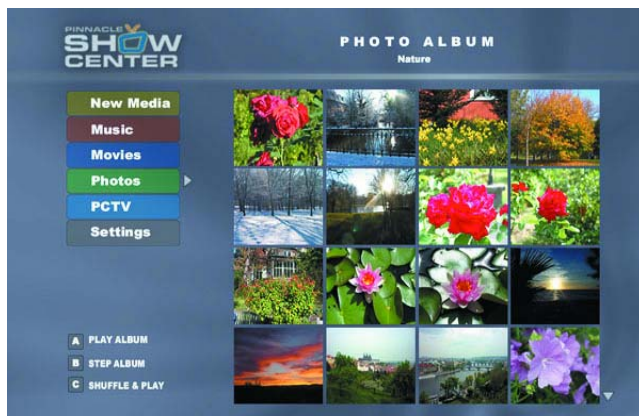 PINNACLE
SHOW
CENTER
PHOTO ALBUM
Nature
New Media
Music
Movies
Photos
PCTV
Settings
A PLAY ALBUM
B STEP ALBUM
C SHUFFLE & PLAY